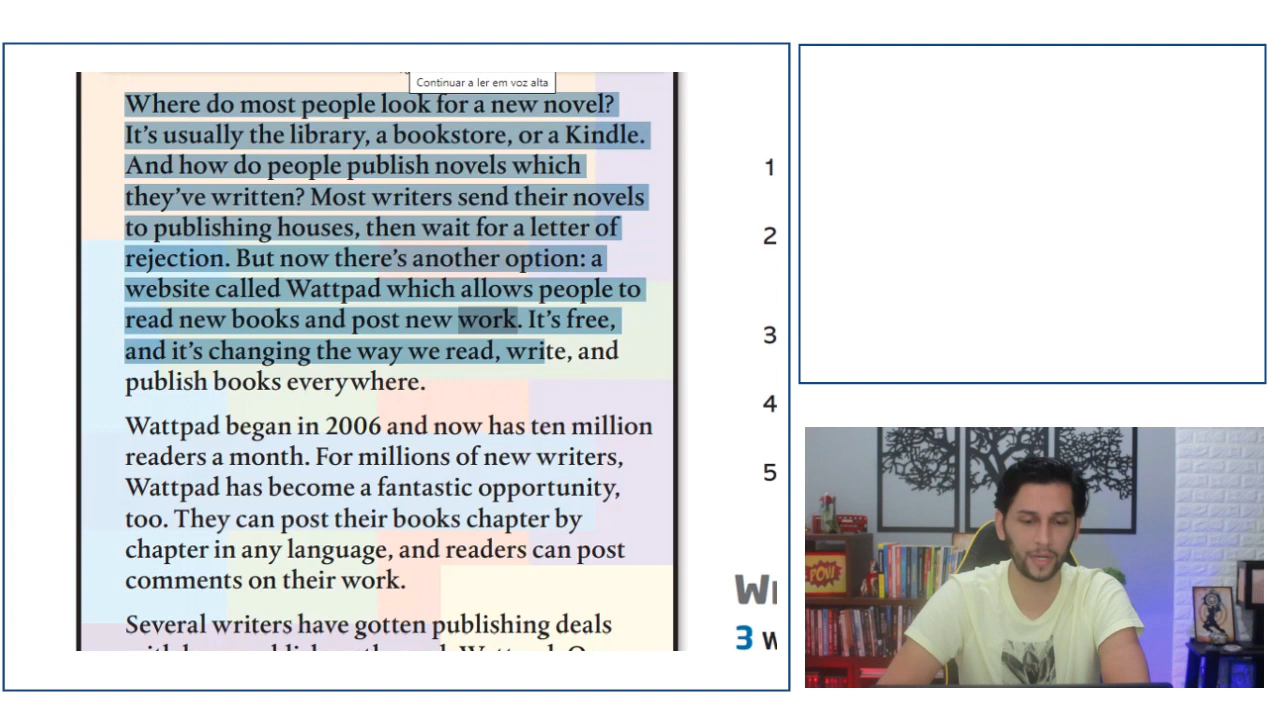 Continuar a ler em voz alta
Where do most people look for a new novel?
It's usually the library, a bookstore, or a Kindle.
And how do people publish novels which
they've written? Most writers send their novels
to publishing houses, then wait for a letter of
rejection. But now there's another option: a
website called Wattpad which allows people to
read new books and post new work. It's free,
and it's changing the way we read, write, and
publish books everywhere.
Wattpad began in 2006 and now has ten million
readers a month. For millions of new writers,
Wattpad has become a fantastic opportunity,
too. They can post their books chapter by
chapter in any language, and readers can post
comments on their work.
Several writers have gotten publishing deals
1
2
3
4
5
3 W
POW!